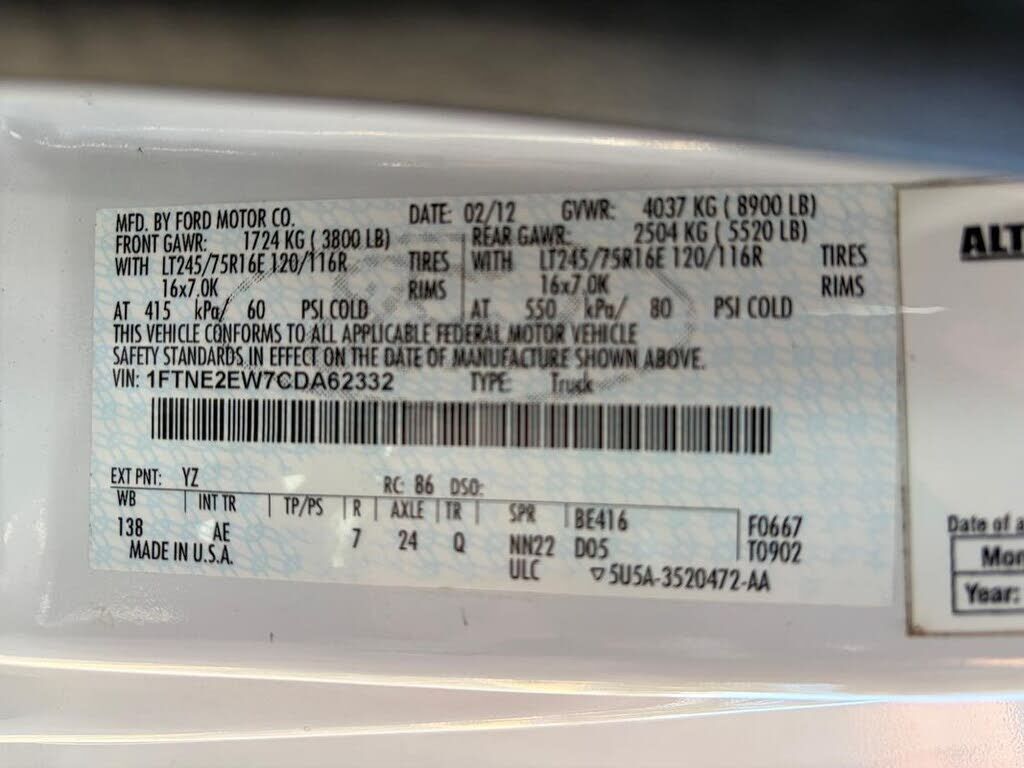 MFD. BY FORD MOTOR CO. DATE: 02/12 GVWR: 4037 KG ( 8900 LB)
FRONT GAWR: 1724 KG ( 3800 LB) REAR GAWR: 2504 KG ( 5520 LB)
WITH LT245/75R16E 120/116R TIRES WITH LT245/75R16E 120/116R TIRES
16x7.0K RIMS 16x7.0K RIMS
AT 415 kPa/ 60 PSI COLD AT 550 kPa/ 80 PSI COLD
THIS VEHICLE CONFORMS TO ALL APPLICABLE FEDERAL MOTOR VEHICLE
SAFETY STANDARDS IN EFFECT ON THE DATE OF MANUFACTURE SHOWN ABOVE.
VIN: 1FTNE2EW7CDA62332 TYPE: Truck
EXT PNT: YZ RC: 86 DSO:
WB INT TR TP/PS R AXLE TR SPR BE416 F0667
138 AE 7 24 Q NN22 D05 T0902
MADE IN U.S.A. ULC ▽5U5A-3520472-AA
ALT
Date of a
Mon
Year: